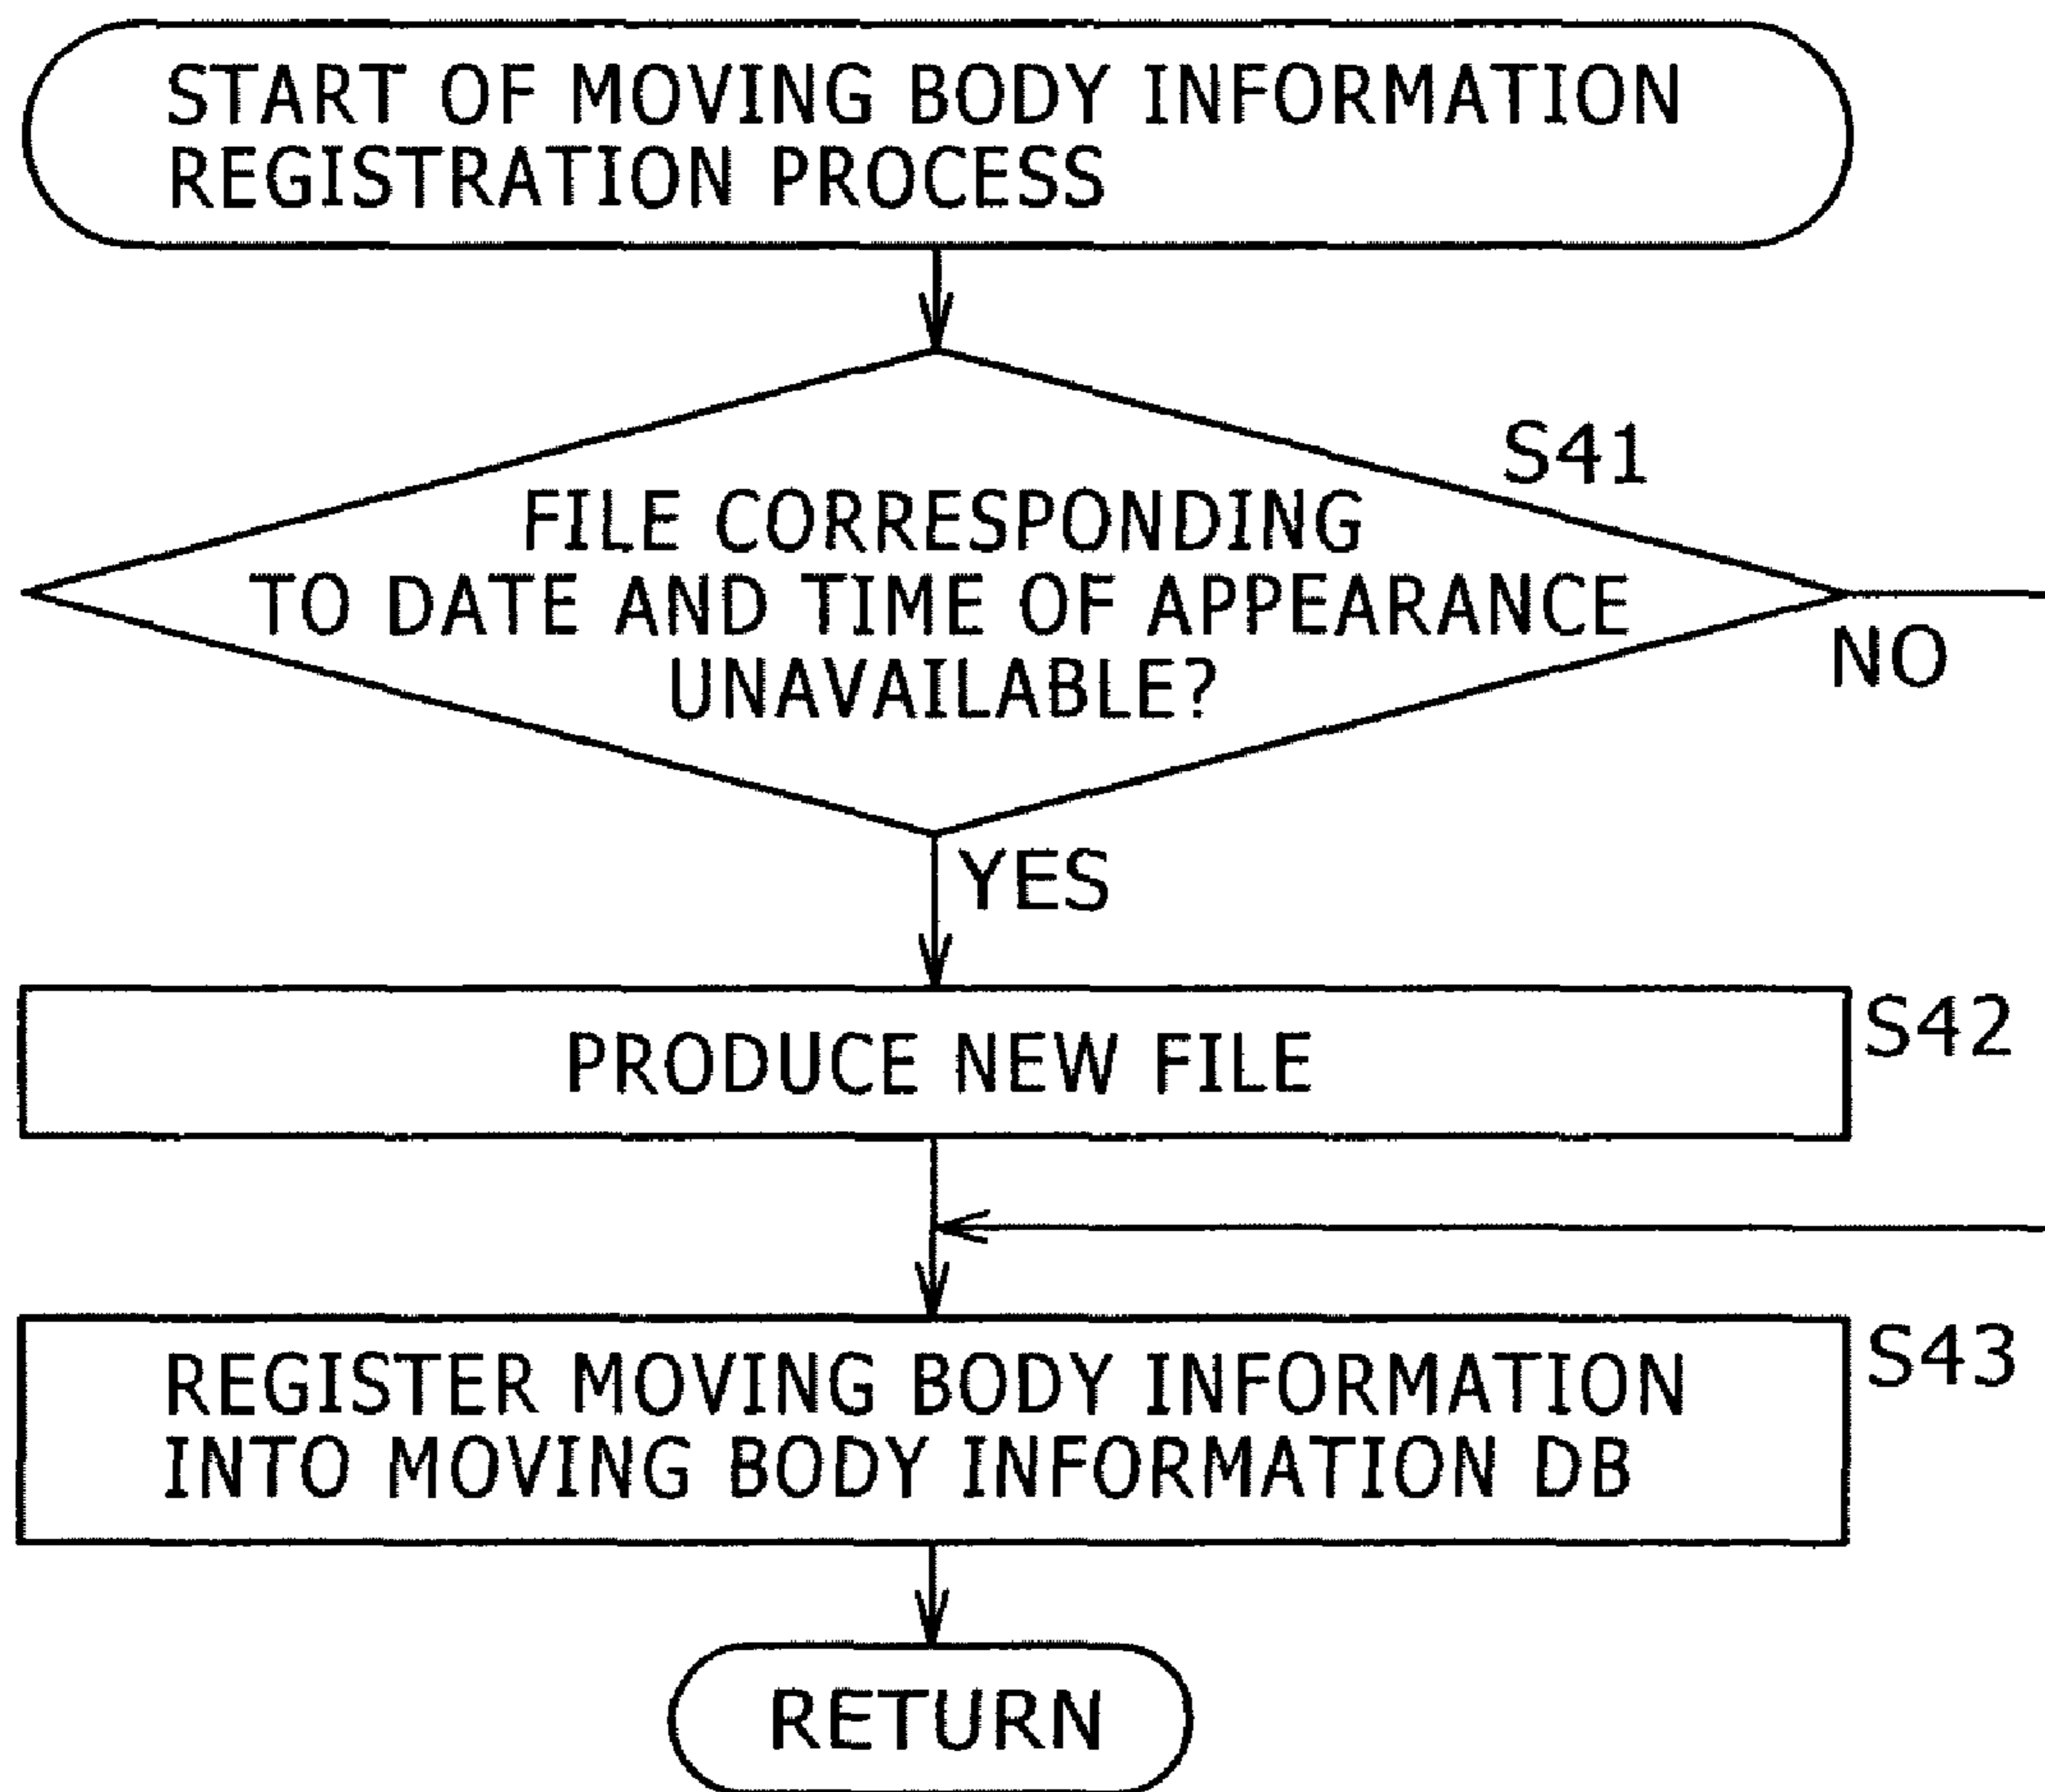 START OF MOVING BODY INFORMATION
REGISTRATION PROCESS
S41
FILE CORRESPONDING
TO DATE AND TIME OF APPEARANCE
UNAVAILABLE?
NO
YES
S42
PRODUCE NEW FILE
S43
REGISTER MOVING BODY INFORMATION
INTO MOVING BODY INFORMATION DB
RETURN